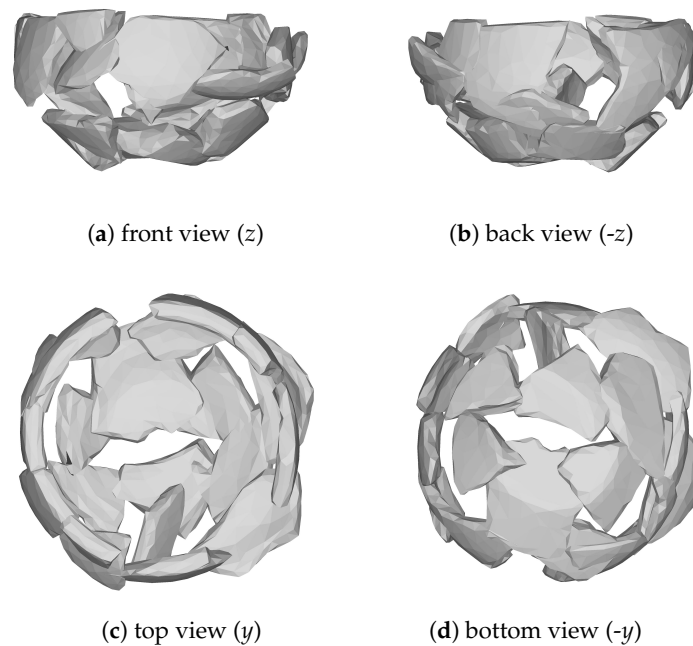 (a) front view (z)
(b) back view (-z)
(c) top view (y)
(d) bottom view (-y)